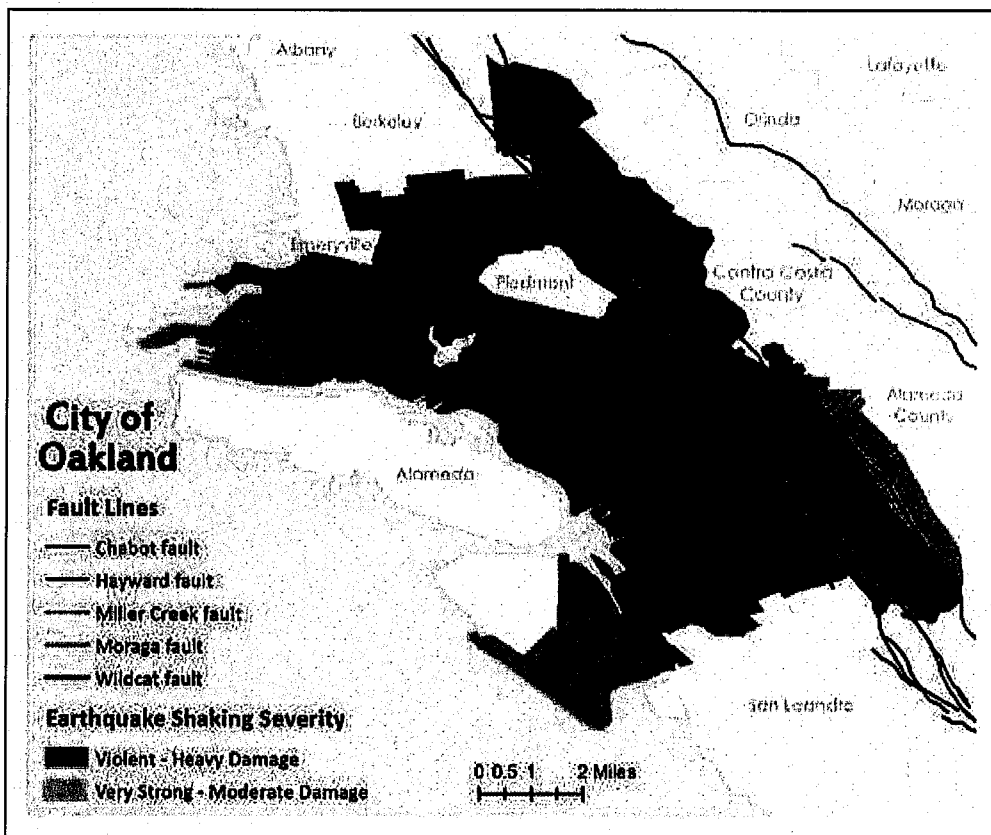 Albany
Lafayette
Berkeley
Orinda
Moraga
Emeryville
Piedmont
Contra Costa
County
Alameda
County
City of
Oakland
Alameda
Fault Lines
Chabot fault
Hayward fault
Miller Creek fault
Moraga fault
Wildcat fault
San Leandro
Earthquake Shaking Severity
Violent - Heavy Damage
Very Strong - Moderate Damage
0 0.5 1 2 Miles